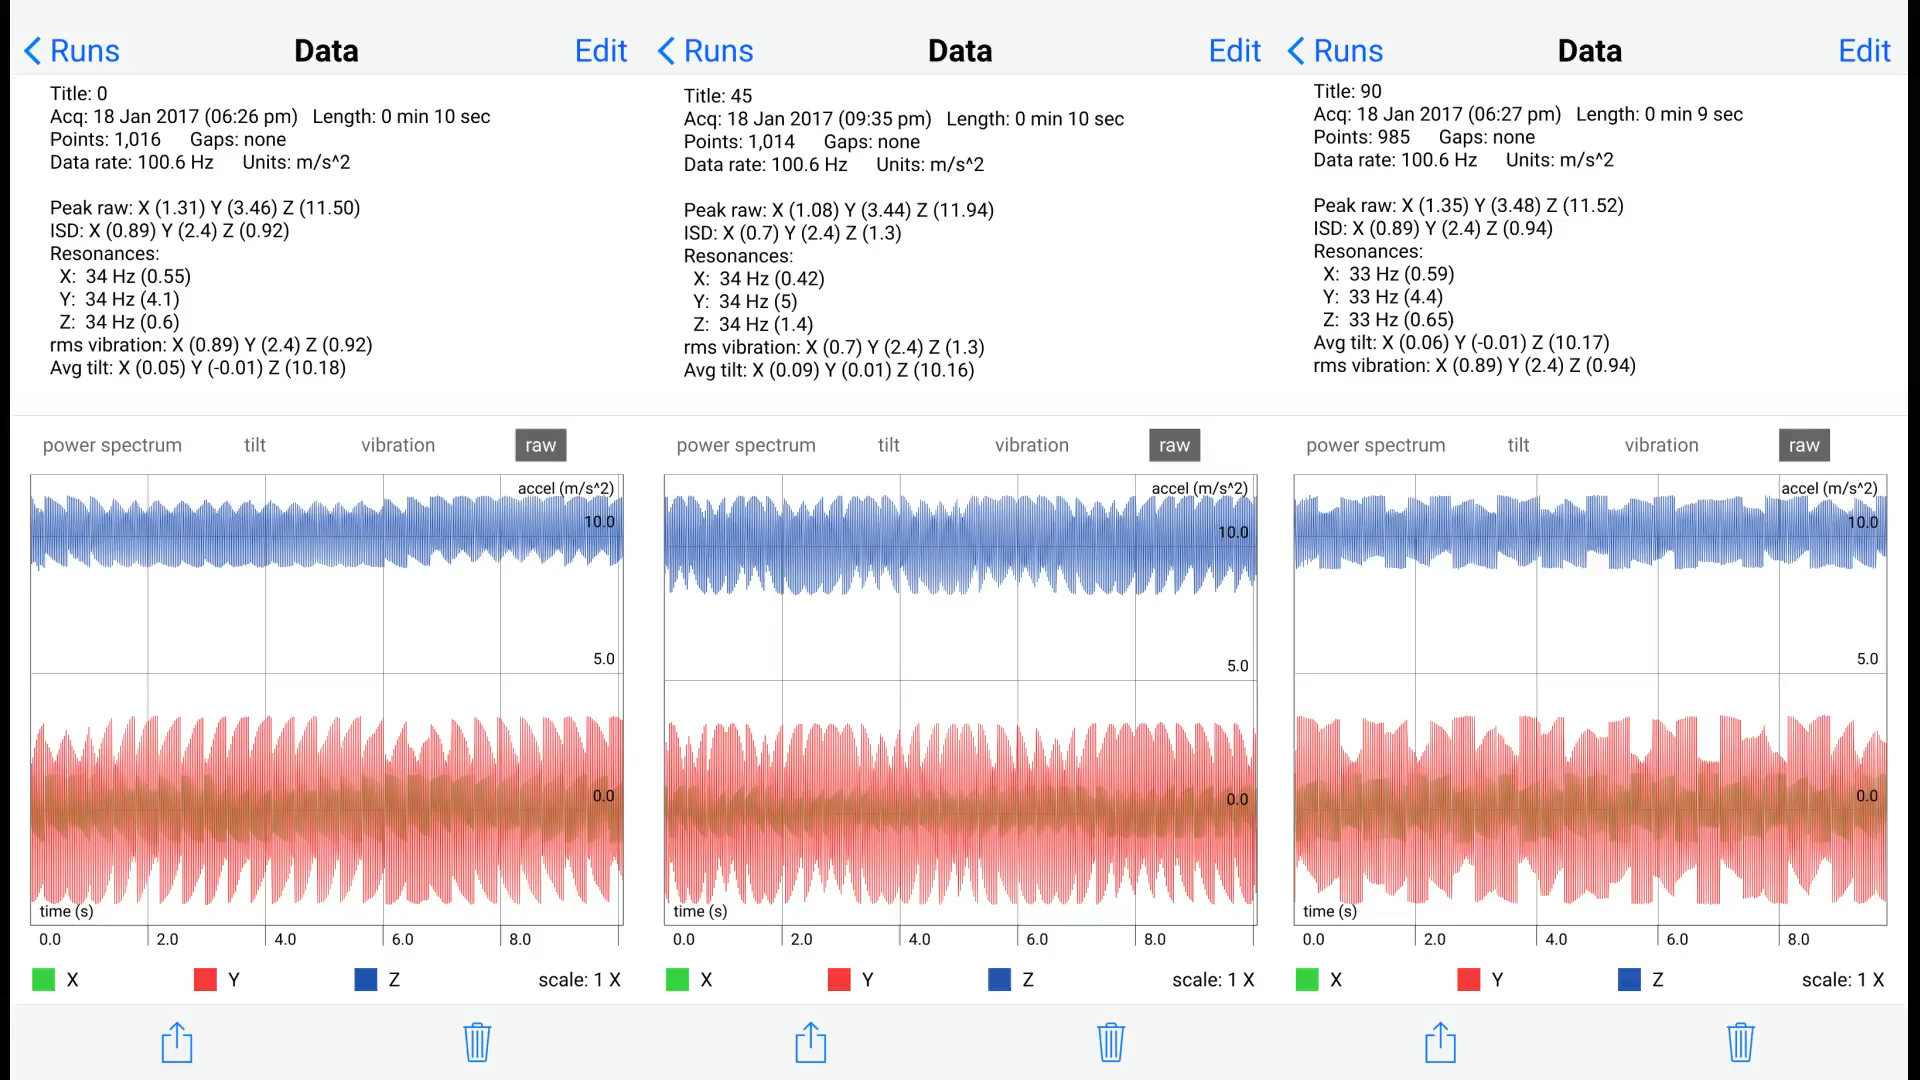 Runs
Data
Edit
Title: 0
Acq: 18 Jan 2017 (06:26 pm) Length: 0 min 10 sec
Points: 1,016 Gaps: none
Data rate: 100.6 Hz Units: m/s^2
Peak raw: X (1.31) Y (3.46) Z (11.50)
ISD: X (0.89) Y (2.4) Z (0.92)
Resonances:
X: 34 Hz (0.55)
Y: 34 Hz (4.1)
Z: 34 Hz (0.6)
rms vibration: X (0.89) Y (2.4) Z (0.92)
Avg tilt: X (0.05) Y (-0.01) Z (10.18)
power spectrum tilt vibration raw
accel (m/s^2)
10.0
5.0
0.0
time (s)
0.0 2.0 4.0 6.0 8.0
X Y Z scale: 1 X
Runs
Data
Edit
Title: 45
Acq: 18 Jan 2017 (09:35 pm) Length: 0 min 10 sec
Points: 1,014 Gaps: none
Data rate: 100.6 Hz Units: m/s^2
Peak raw: X (1.08) Y (3.44) Z (11.94)
ISD: X (0.7) Y (2.4) Z (1.3)
Resonances:
X: 34 Hz (0.42)
Y: 34 Hz (5)
Z: 34 Hz (1.4)
rms vibration: X (0.7) Y (2.4) Z (1.3)
Avg tilt: X (0.09) Y (0.01) Z (10.16)
power spectrum tilt vibration raw
accel (m/s^2)
10.0
5.0
0.0
time (s)
0.0 2.0 4.0 6.0 8.0
X Y Z scale: 1 X
Runs
Data
Edit
Title: 90
Acq: 18 Jan 2017 (06:27 pm) Length: 0 min 9 sec
Points: 985 Gaps: none
Data rate: 100.6 Hz Units: m/s^2
Peak raw: X (1.35) Y (3.48) Z (11.52)
ISD: X (0.89) Y (2.4) Z (0.94)
Resonances:
X: 33 Hz (0.59)
Y: 33 Hz (4.4)
Z: 33 Hz (0.65)
Avg tilt: X (0.06) Y (-0.01) Z (10.17)
rms vibration: X (0.89) Y (2.4) Z (0.94)
power spectrum tilt vibration raw
accel (m/s^2)
10.0
5.0
0.0
time (s)
0.0 2.0 4.0 6.0 8.0
X Y Z scale: 1 X